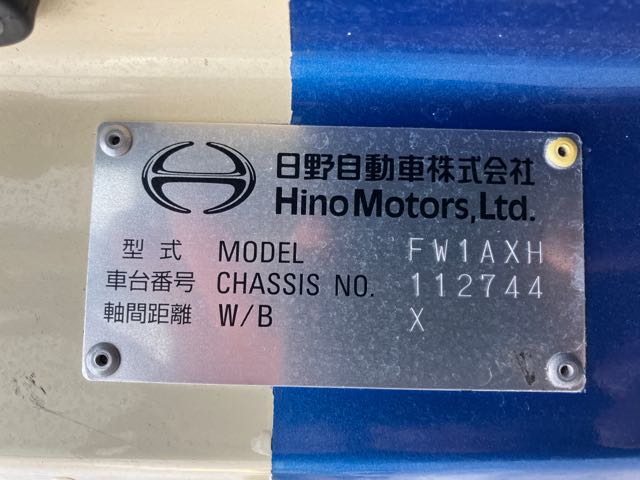 日野自動車株式会社
Hino Motors, Ltd.
型式 MODEL FW1AXH
車台番号 CHASSIS NO. 112744
軸間距離 W/B X